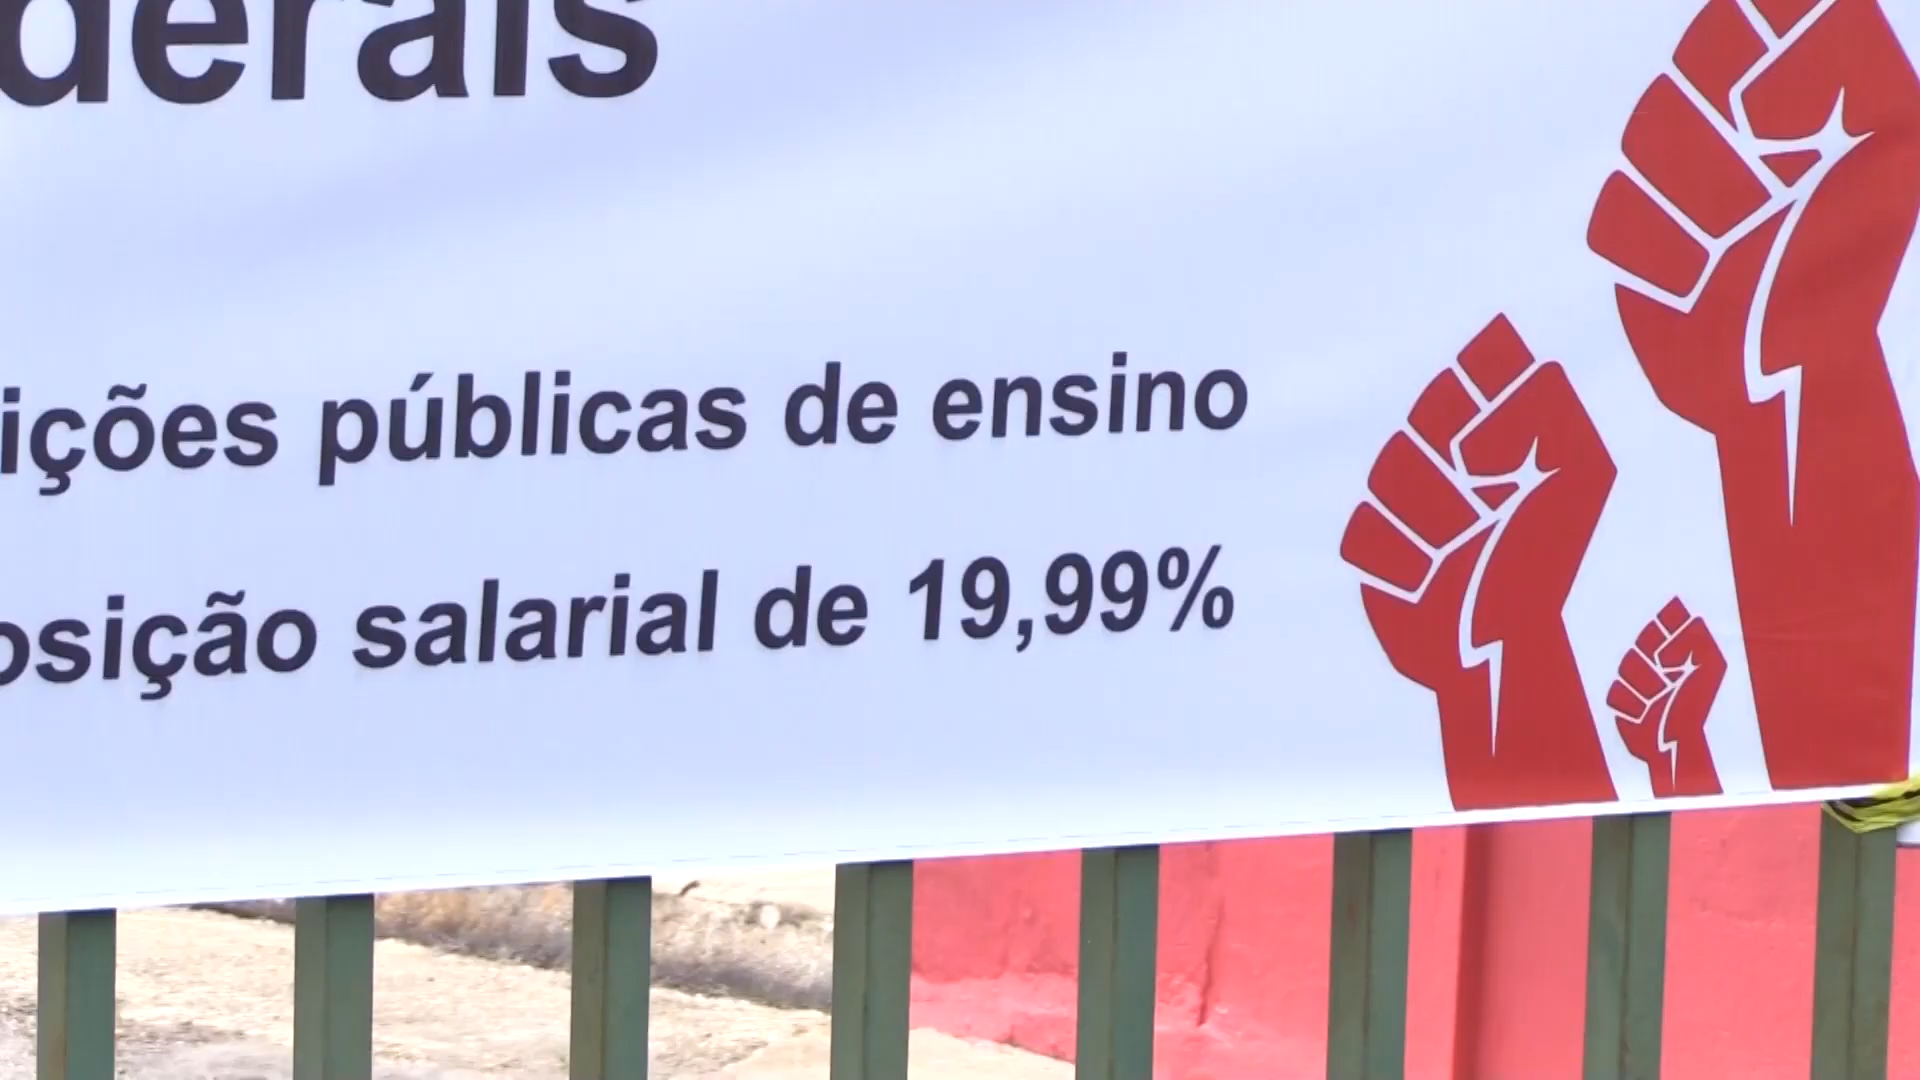 derais
ições públicas de ensino
osição salarial de 19,99%